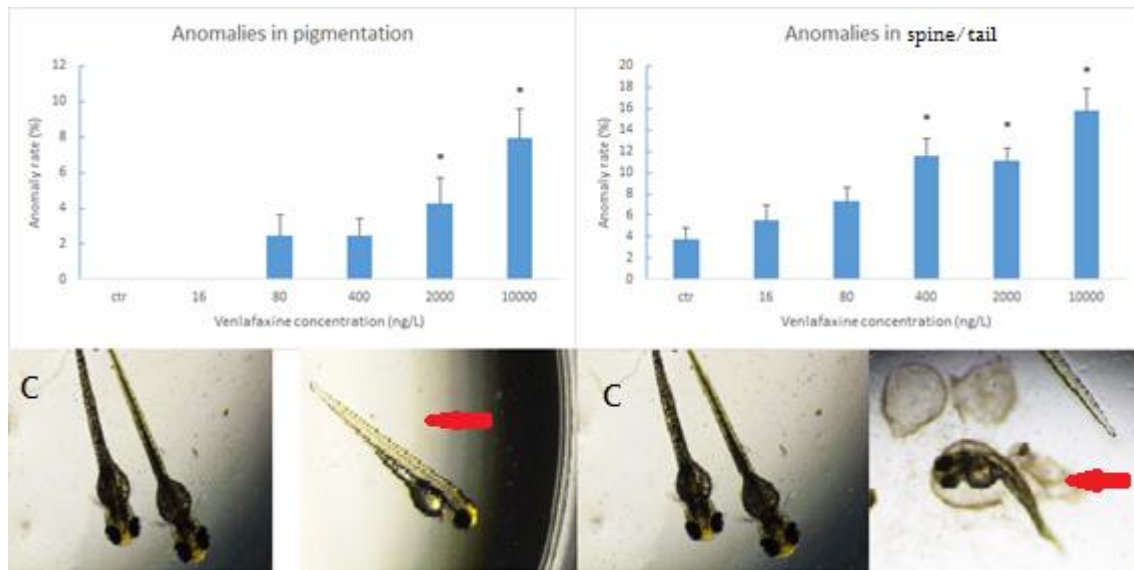 Anomalies in pigmentation
12
10
8
6
4
2
0
Anomaly rate (%)
*
*
ctr 16 80 400 2000 10000
Venlafaxine concentration (ng/L)
Anomalies in spine/tail
20
18
16
14
12
10
8
6
4
2
0
Anomaly rate (%)
*
*
*
ctr 16 80 400 2000 10000
Venlafaxine concentration (ng/L)
C
C